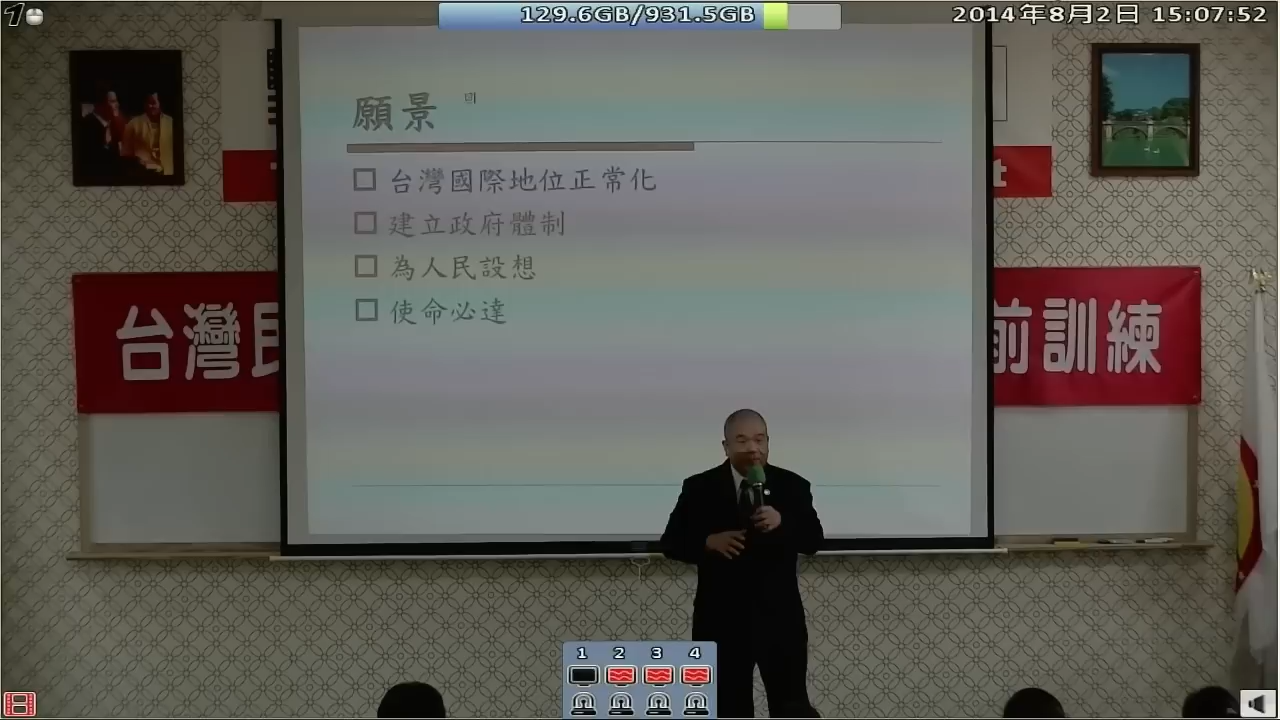 1
129.6GB/931.5GB
2014年8月2日 15:07:52
願景
台灣國際地位正常化
建立政府體制
為人民設想
使命必達
台灣民
前訓練
t
1 2 3 4